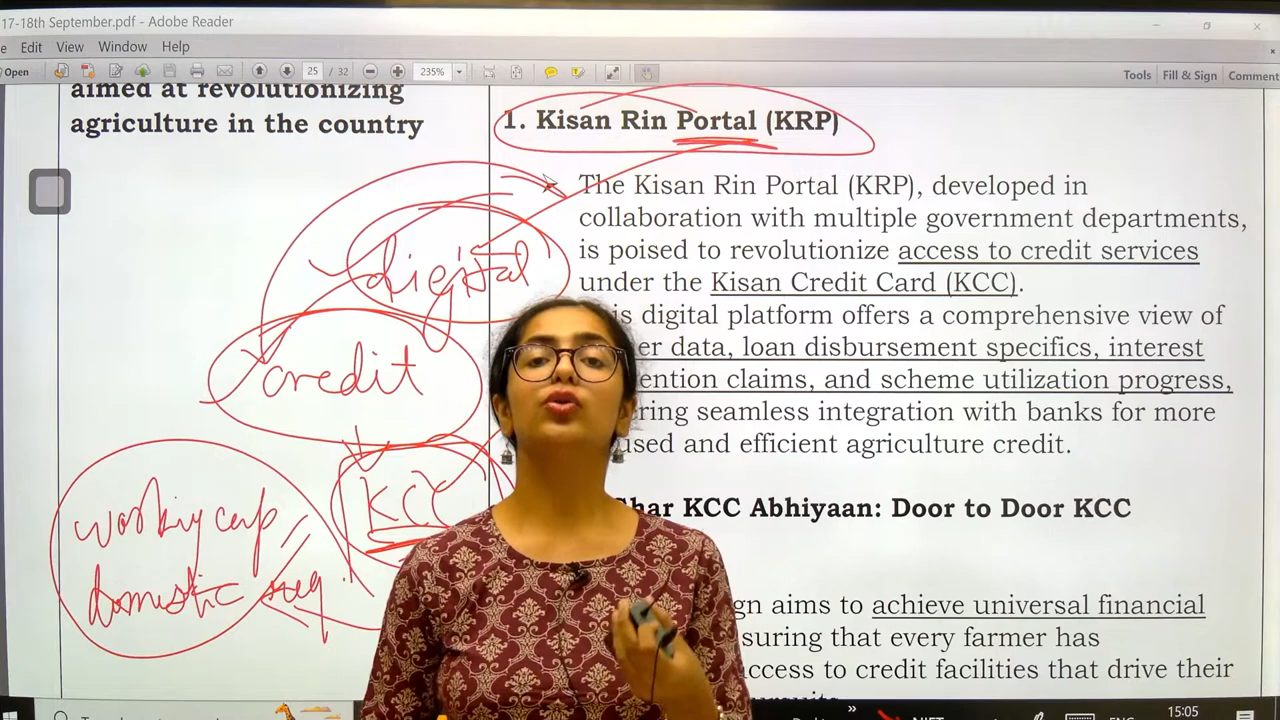 17-18th September.pdf - Adobe Reader
e Edit View Window Help
Open 25 / 32 235% Tools Fill & Sign Comment
aimed at revolutionizing
agriculture in the country
1. Kisan Rin Portal (KRP)
The Kisan Rin Portal (KRP), developed in
collaboration with multiple government departments,
is poised to revolutionize access to credit services
under the Kisan Credit Card (KCC).
is digital platform offers a comprehensive view of
er data, loan disbursement specifics, interest
ention claims, and scheme utilization progress,
ring seamless integration with banks for more
used and efficient agriculture credit.
har KCC Abhiyaan: Door to Door KCC
gn aims to achieve universal financial
suring that every farmer has
access to credit facilities that drive their
digital
credit
KCC
working cap
domestic req.
15:05
ENG